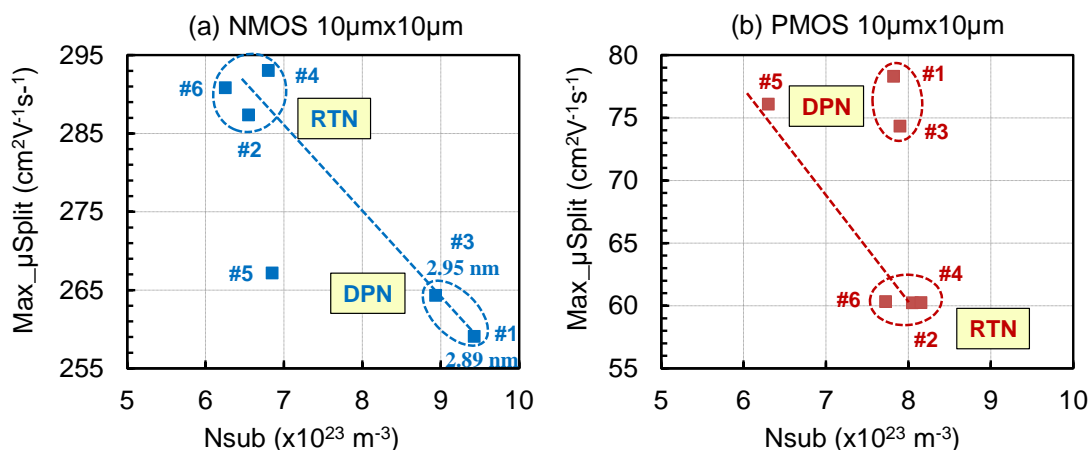 (a) NMOS 10µmx10µm
Max_µSplit (cm²V⁻¹s-¹)
295
285
275
265
255
#6
#4
RTN
#2
#3
2.95 nm
#5
DPN
#1
2.89 nm
5 6 7 8 9 10
Nsub (x10²³ m⁻³)
(b) PMOS 10µmx10µm
Max_µSplit (cm²V⁻¹s-¹)
80
75
70
65
60
55
#5
#1
DPN
#3
#4
#6
#2
RTN
5 6 7 8 9 10
Nsub (x10²³ m⁻³)